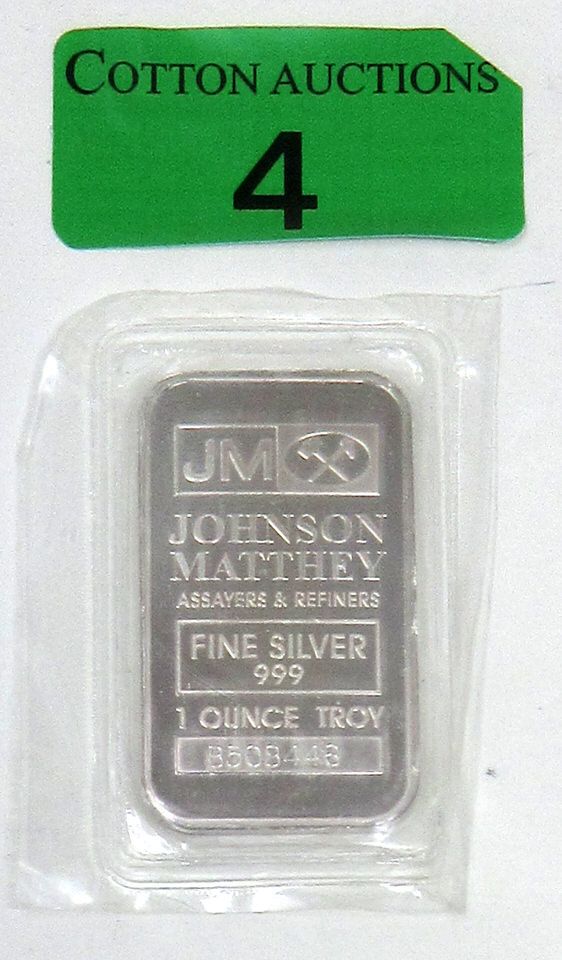 COTTON AUCTIONS
4
JM
JOHNSON
MATTHEY
ASSAYERS & REFINERS
FINE SILVER
999
1 OUNCE TROY